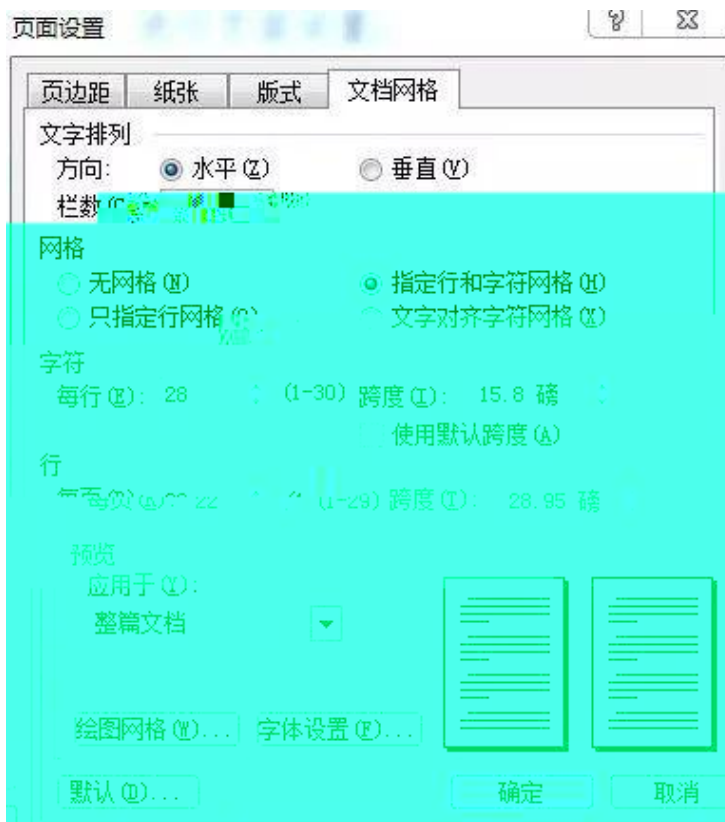 页面设置
页边距 纸张 版式 文档网格
文字排列
方向: 水平(Z) 垂直(V)
栏数
网格
无网格(N) 指定行和字符网格(H)
只指定行网格 文字对齐字符网格(X)
字符
每行(E): 28 (1-30) 跨度(I): 15.8 磅
使用默认跨度(A)
行
每页 22 (1-29) 跨度(T): 28.95 磅
预览
应用于(Y):
整篇文档
绘图网格(W)... 字体设置(F)...
默认(D)... 确定 取消